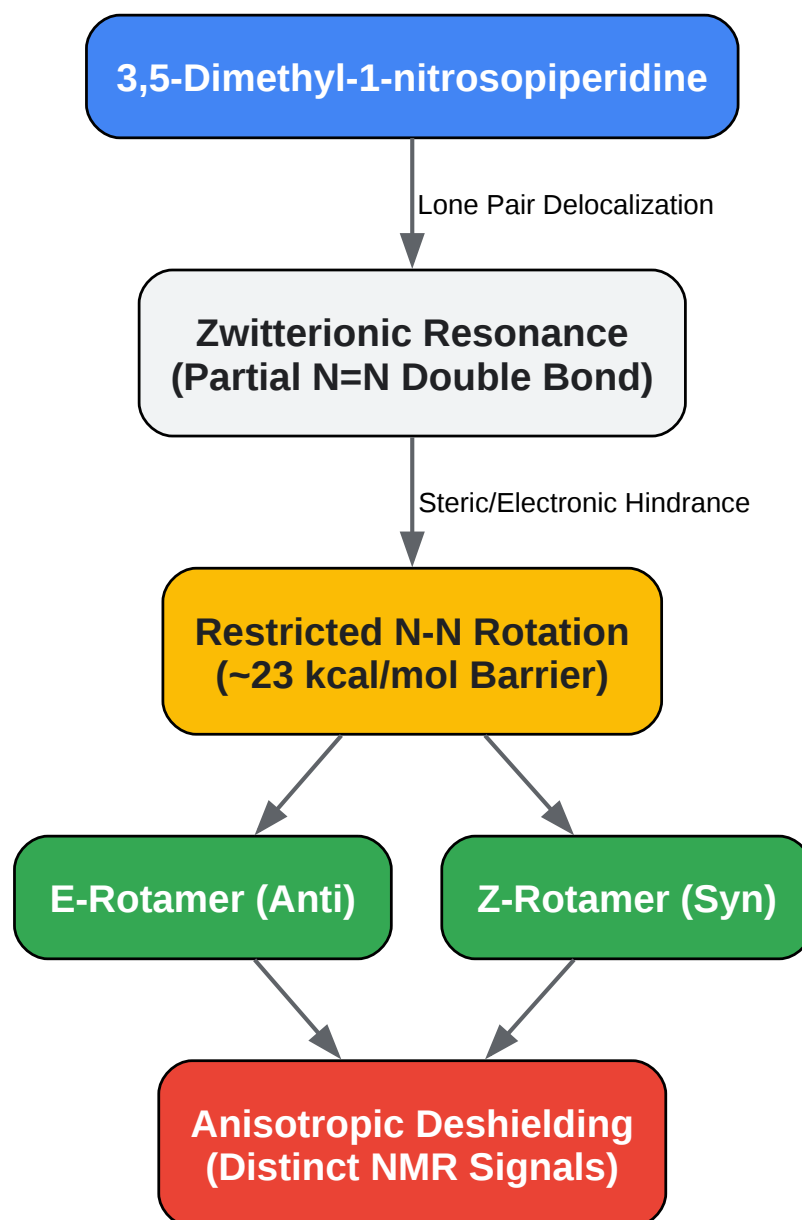 3,5-Dimethyl-1-nitrosopiperidine
Lone Pair Delocalization
Zwitterionic Resonance
(Partial N=N Double Bond)
Steric/Electronic Hindrance
Restricted N-N Rotation
(~23 kcal/mol Barrier)
E-Rotamer (Anti)
Z-Rotamer (Syn)
Anisotropic Deshielding
(Distinct NMR Signals)